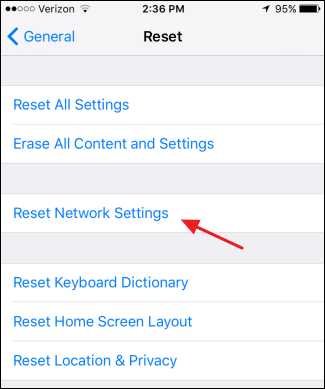 Verizon 2:36 PM 95%
General Reset
Reset All Settings
Erase All Content and Settings
Reset Network Settings
Reset Keyboard Dictionary
Reset Home Screen Layout
Reset Location & Privacy